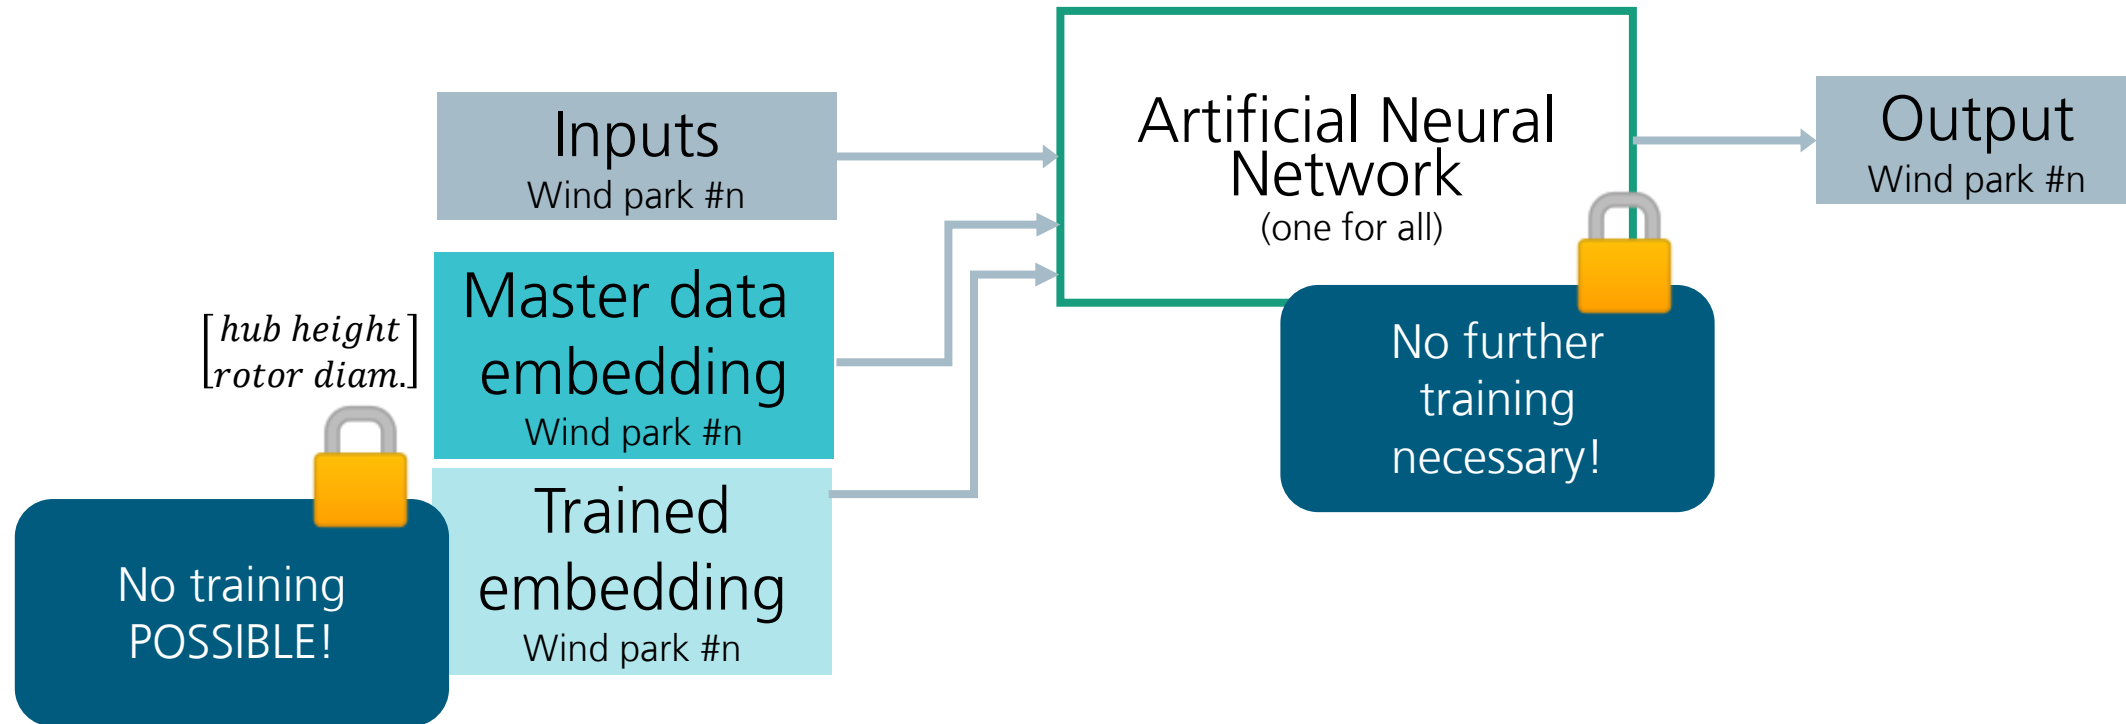 Inputs
Wind park #n
[hub height
rotor diam.]
Master data
embedding
Wind park #n
Trained
embedding
Wind park #n
No training
POSSIBLE!
Artificial Neural
Network
(one for all)
No further
training
necessary!
Output
Wind park #n